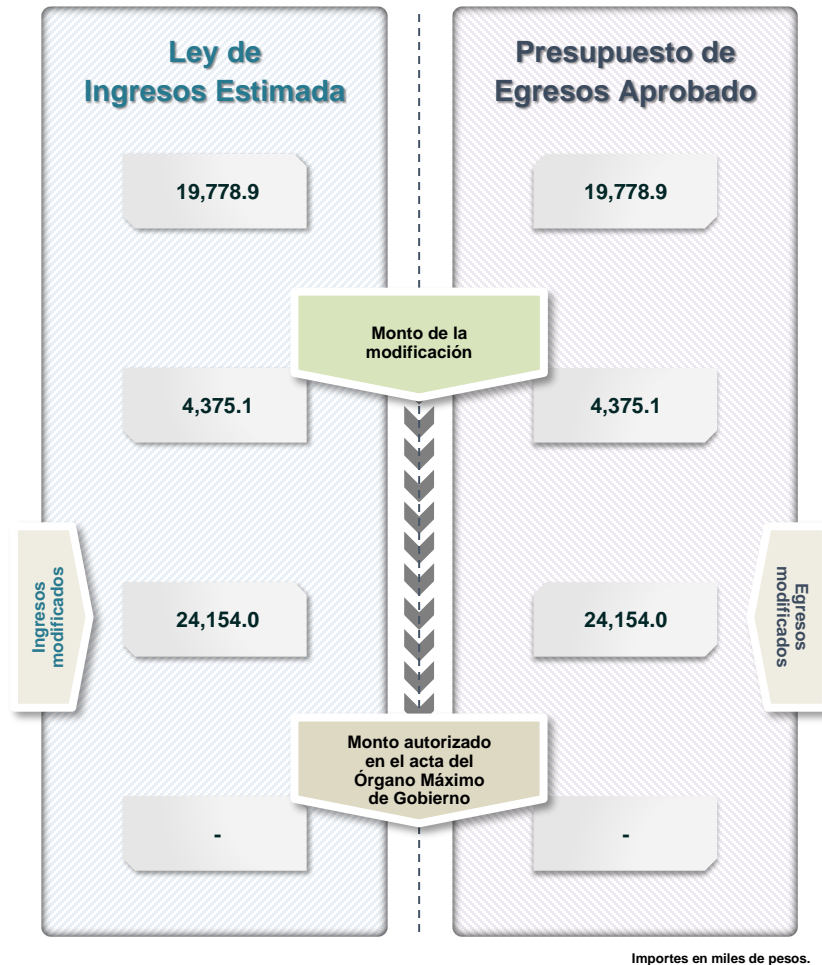 Ley de
Ingresos Estimada
Presupuesto de
Egresos Aprobado
19,778.9
19,778.9
Monto de la
modificación
4,375.1
4,375.1
Ingresos
modificados
24,154.0
24,154.0
Egresos
modificados
Monto autorizado
en el acta del
Órgano Máximo
de Gobierno
-
-
Importes en miles de pesos.